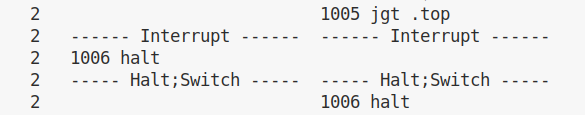 2 1005 jgt .top
2 ------ Interrupt ------ ------ Interrupt ------
2 1006 halt
2 ----- Halt;Switch ----- ----- Halt;Switch -----
2 1006 halt